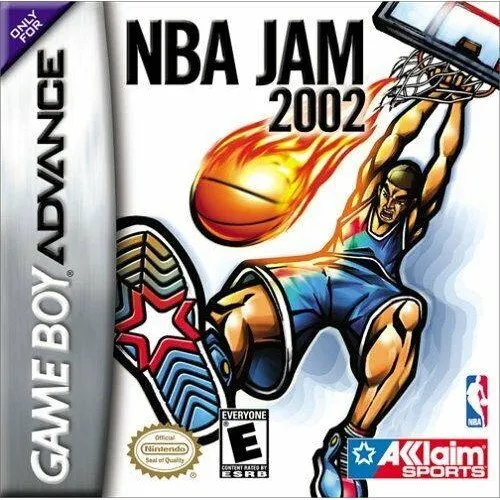 ONLY
FOR
GAME BOY ADVANCE
NBA JAM
2002
Official
Nintendo
Seal of Quality
EVERYONE
E
CONTENT RATED BY
ESRB
NBA
AKklaim
SPORTS